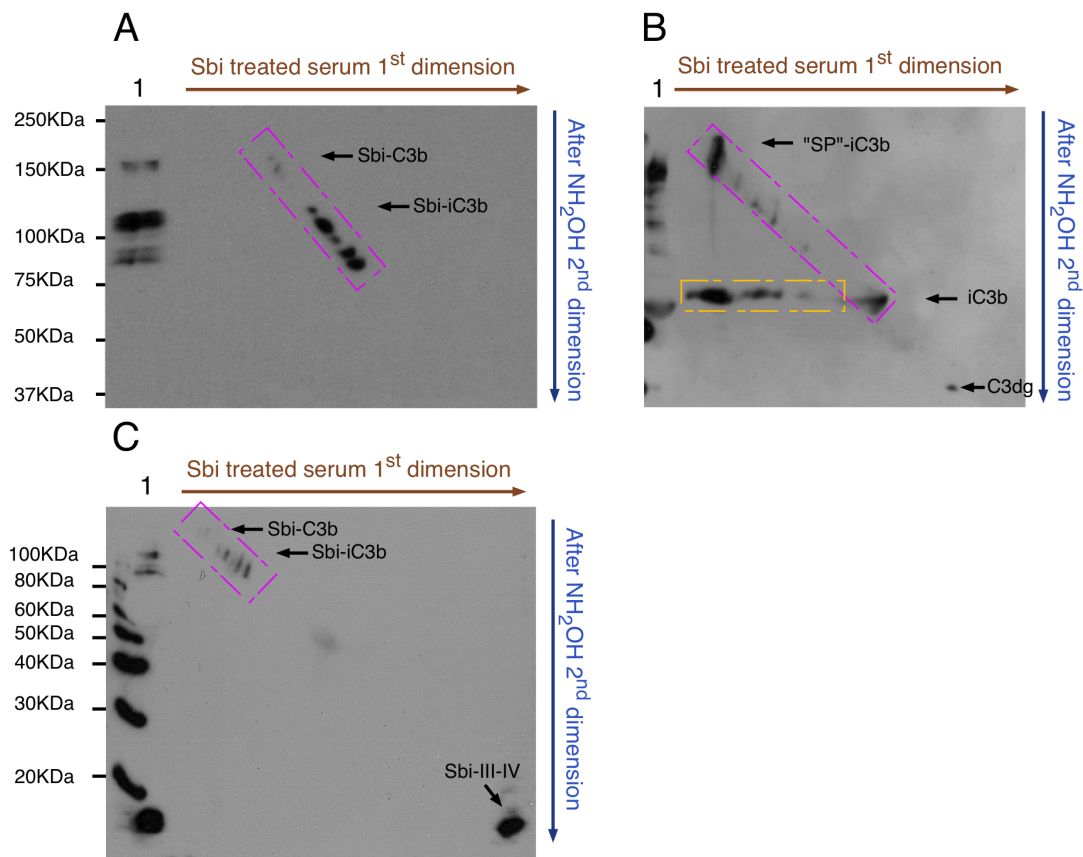 A
Sbi treated serum 1st dimension
1
250KDa
150KDa
100KDa
75KDa
50KDa
37KDa
Sbi-C3b
Sbi-iC3b
After NH2OH 2nd dimension
B
Sbi treated serum 1st dimension
1
"SP"-iC3b
iC3b
C3dg
After NH2OH 2nd dimension
C
Sbi treated serum 1st dimension
1
100KDa
80KDa
60KDa
50KDa
40KDa
30KDa
20KDa
Sbi-C3b
Sbi-iC3b
Sbi-III-IV
After NH2OH 2nd dimension